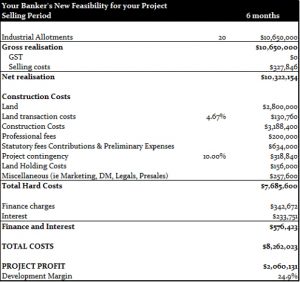 Your Banker's New Feasibility for your Project
Selling Period 6 months
Industrial Allotments 20 $10,650,000
Gross realisation $10,650,000
GST $0
Selling costs $327,846
Net realisation $10,322,154
Construction Costs
Land $2,800,000
Land transaction costs 4.67% $130,760
Construction Costs $3,188,400
Professional fees $200,000
Statutory fees Contributions & Preliminary Expenses $634,000
Project contingency 10.00% $318,840
Land Holding Costs $156,000
Miscellaneous (ie Marketing, DM, Legals, Presales) $257,600
Total Hard Costs $7,685,600
Finance charges $342,672
Interest $233,751
Finance and Interest $576,423
TOTAL COSTS $8,262,023
PROJECT PROFIT $2,060,131
Development Margin 24.9%